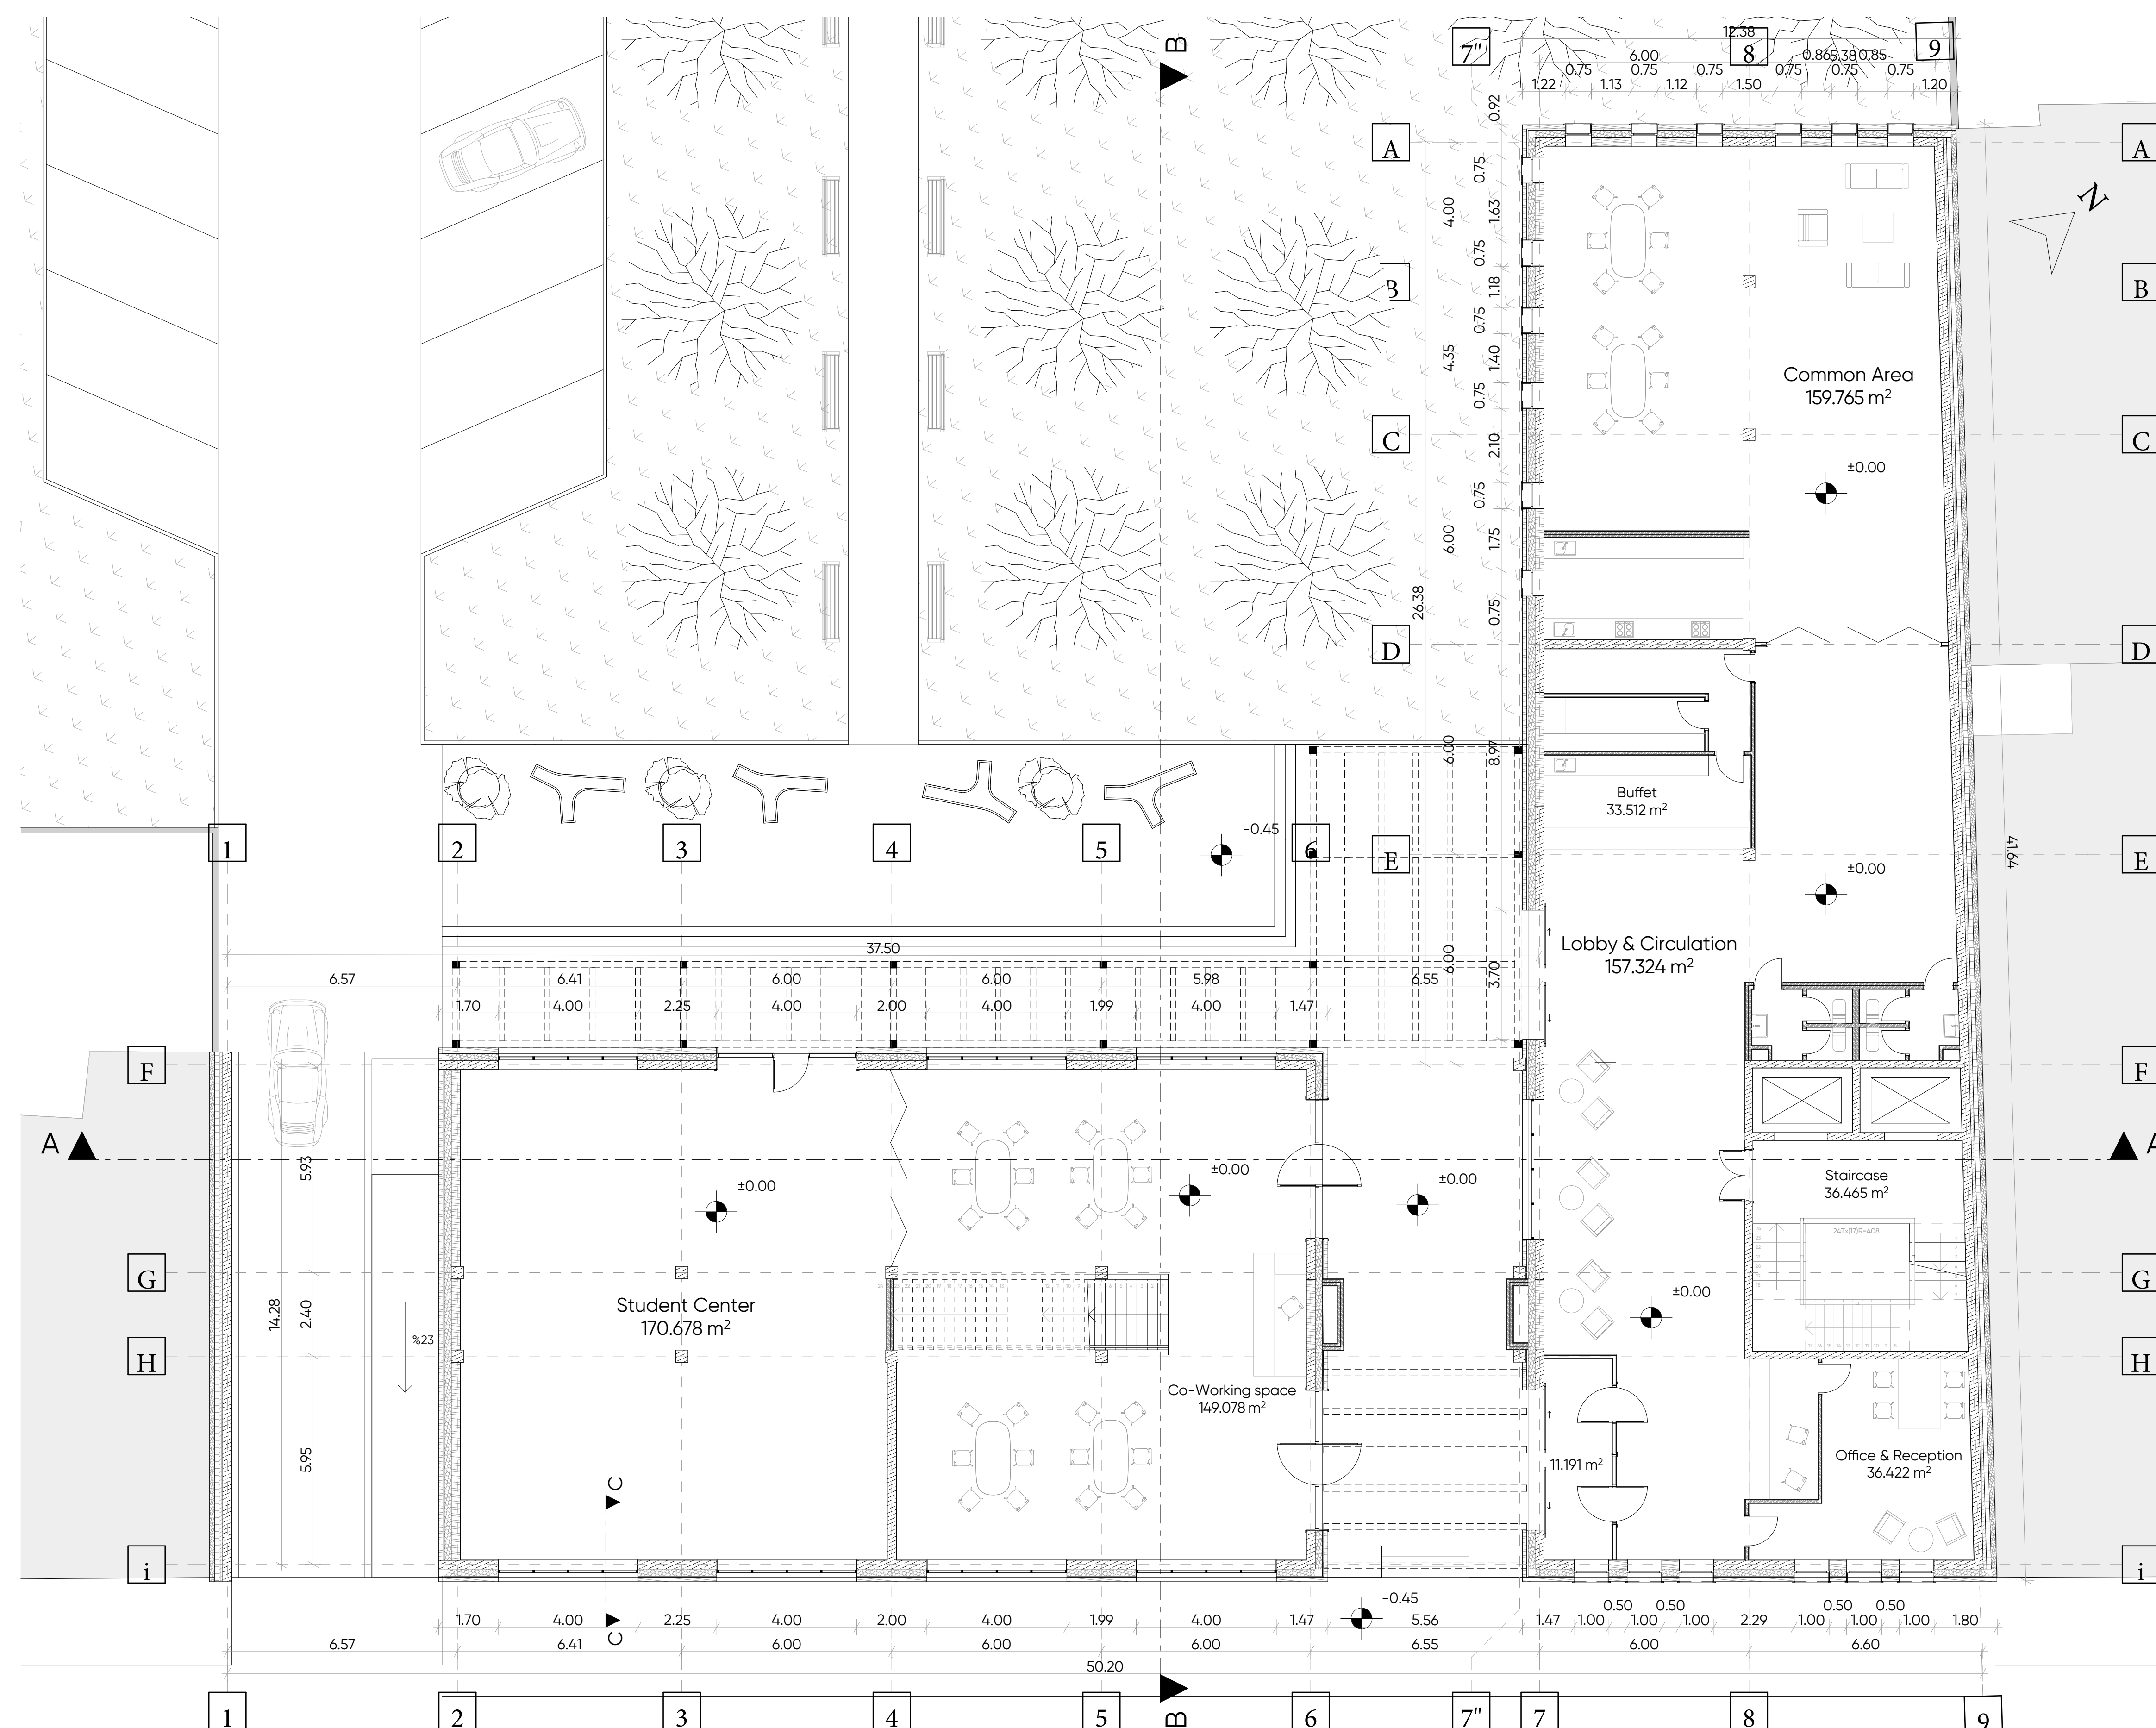 B
7"
8
9
12.38
6.00
0.86
5.38
0.85
0.75
0.75
0.75
0.75
0.75
0.75
1.22
1.13
1.12
1.50
1.20
0.92
A
A
N
0.75
4.00
1.63
0.75
B
1.18
0.75
4.35
1.40
0.75
Common Area
159.765 m²
C
C
2.10
±0.00
0.75
6.00
1.75
26.38
0.75
D
D
6.00
8.97
Buffet
33.512 m²
-0.45
1
2
3
4
5
6
E
E
41.64
±0.00
37.50
Lobby & Circulation
157.324 m²
6.57
6.41
6.00
6.00
5.98
6.55
6.00
3.70
1.70
4.00
2.25
4.00
2.00
4.00
1.99
4.00
1.47
F
F
A
A
5.93
±0.00
±0.00
±0.00
Staircase
36.465 m²
24Tx(17)R=408
G
G
14.28
2.40
±0.00
Student Center
170.678 m²
%23
H
H
Co-Working space
149.078 m²
5.95
11.191 m²
Office & Reception
36.422 m²
C
i
i
C
-0.45
1.70
4.00
2.25
4.00
2.00
4.00
1.99
4.00
1.47
5.56
1.47
1.00
0.50
1.00
0.50
1.00
2.29
1.00
0.50
1.00
0.50
1.00
1.80
6.57
6.41
6.00
6.00
6.00
6.55
6.00
6.60
50.20
1
2
3
4
5
B
6
7"
7
8
9